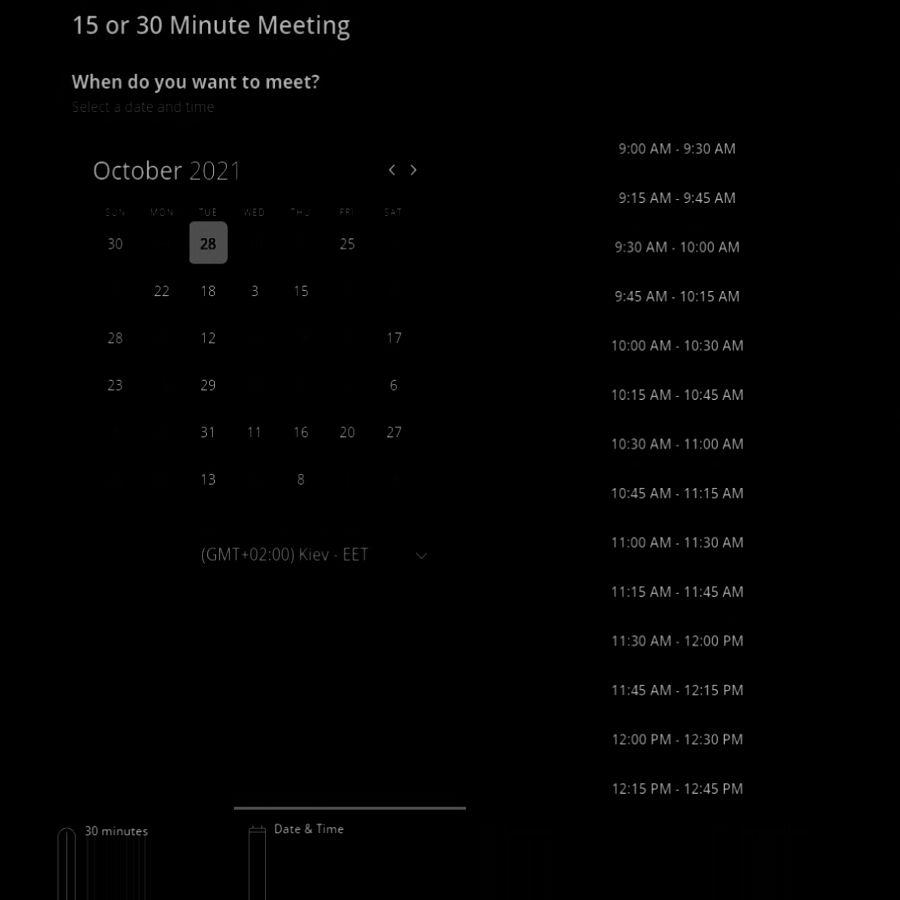 15 or 30 Minute Meeting
When do you want to meet?
Select a date and time
October 2021
SUN MON TUE WED THU FRI SAT
30 28 25
22 18 3 15
28 12 17
23 29 6
31 11 16 20 27
13 8
(GMT+02:00) Kiev - EET
9:00 AM - 9:30 AM
9:15 AM - 9:45 AM
9:30 AM - 10:00 AM
9:45 AM - 10:15 AM
10:00 AM - 10:30 AM
10:15 AM - 10:45 AM
10:30 AM - 11:00 AM
10:45 AM - 11:15 AM
11:00 AM - 11:30 AM
11:15 AM - 11:45 AM
11:30 AM - 12:00 PM
11:45 AM - 12:15 PM
12:00 PM - 12:30 PM
12:15 PM - 12:45 PM
30 minutes
Date & Time